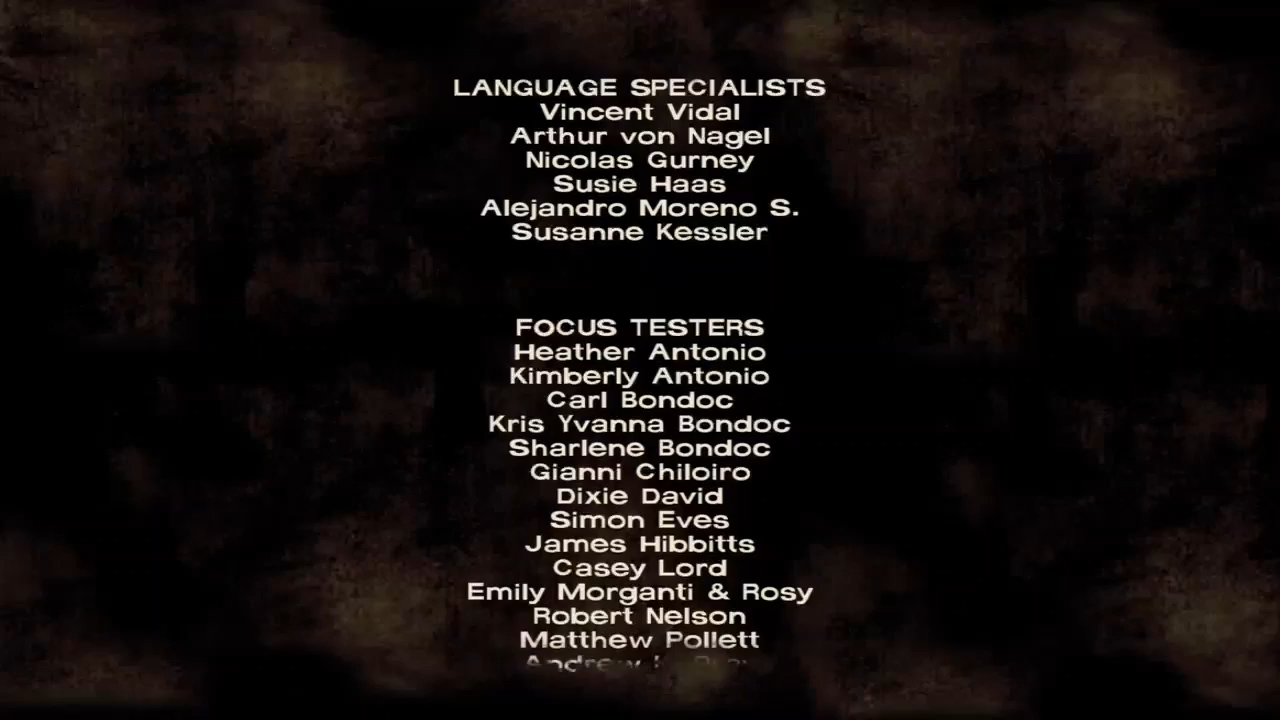 LANGUAGE SPECIALISTS
Vincent Vidal
Arthur von Nagel
Nicolas Gurney
Susie Haas
Alejandro Moreno S.
Susanne Kessler
FOCUS TESTERS
Heather Antonio
Kimberly Antonio
Carl Bondoc
Kris Yvanna Bondoc
Sharlene Bondoc
Gianni Chiloiro
Dixie David
Simon Eves
James Hibbitts
Casey Lord
Emily Morganti & Rosy
Robert Nelson
Matthew Pollett
Andrew